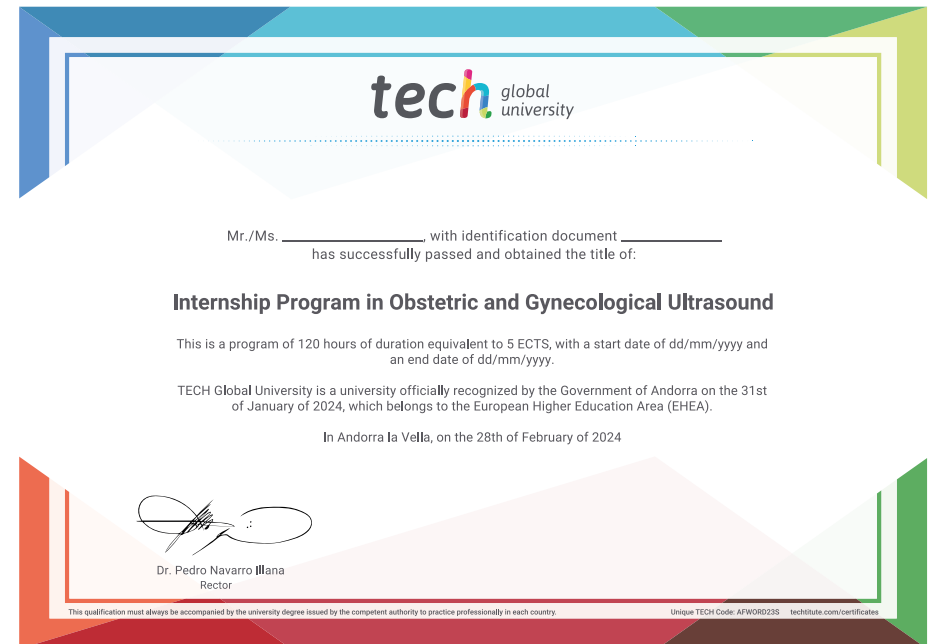 tech global
university
Mr./Ms. ____________________, with identification document ______________
has successfully passed and obtained the title of:
Internship Program in Obstetric and Gynecological Ultrasound
This is a program of 120 hours of duration equivalent to 5 ECTS, with a start date of dd/mm/yyyy and
an end date of dd/mm/yyyy.
TECH Global University is a university officially recognized by the Government of Andorra on the 31st
of January of 2024, which belongs to the European Higher Education Area (EHEA).
In Andorra la Vella, on the 28th of February of 2024
Dr. Pedro Navarro Illana
Rector
This qualification must always be accompanied by the university degree issued by the competent authority to practice professionally in each country. Unique TECH Code: AFWORD23S techtitute.com/certificates